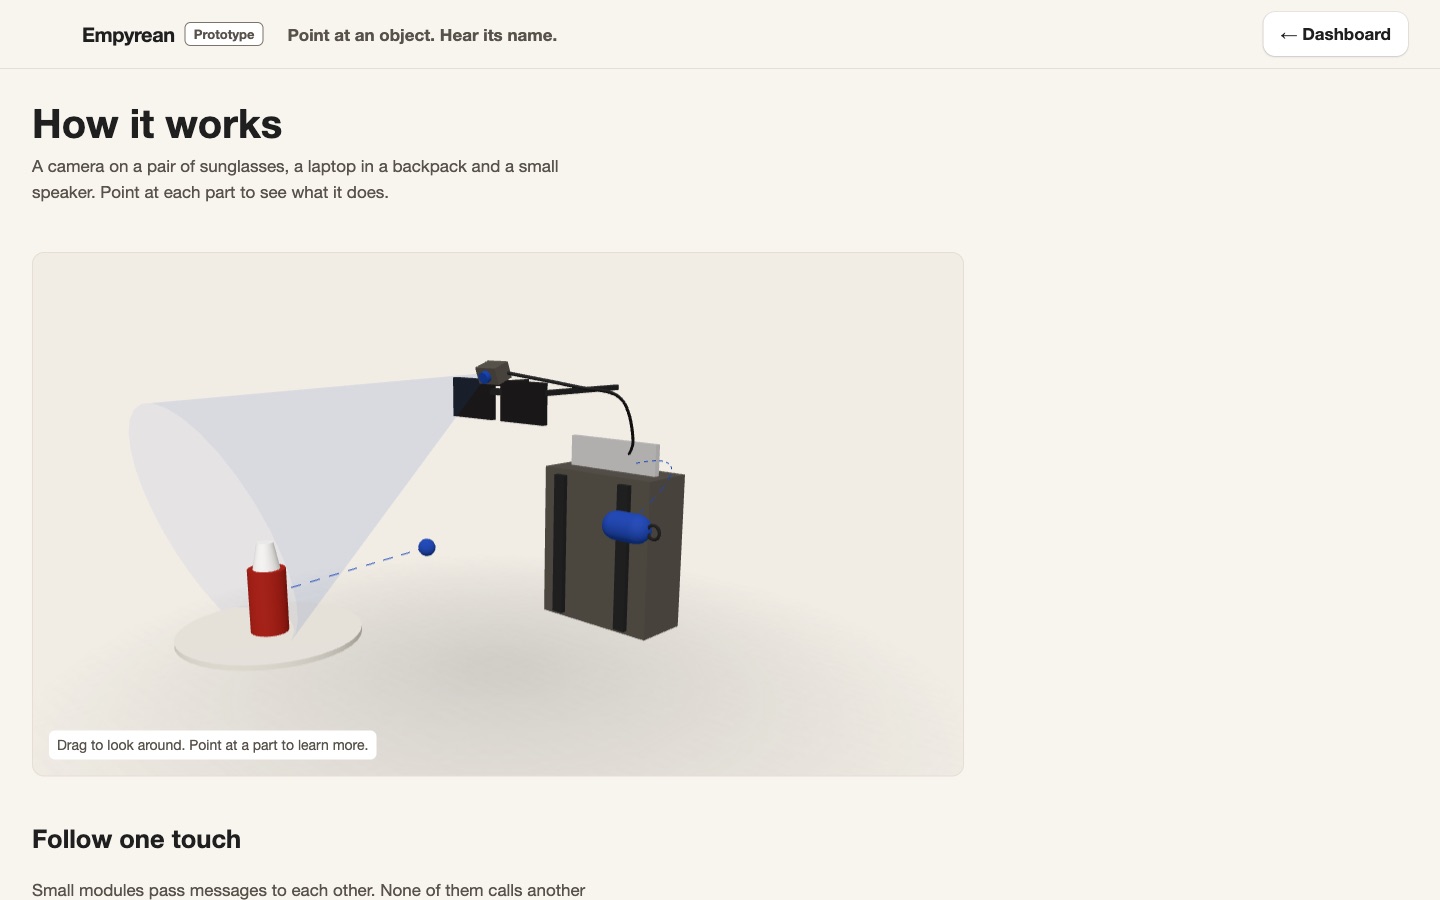 Empyrean
Prototype
Point at an object. Hear its name.
← Dashboard
How it works
A camera on a pair of sunglasses, a laptop in a backpack and a small
speaker. Point at each part to see what it does.
Drag to look around. Point at a part to learn more.
Follow one touch
Small modules pass messages to each other. None of them calls another